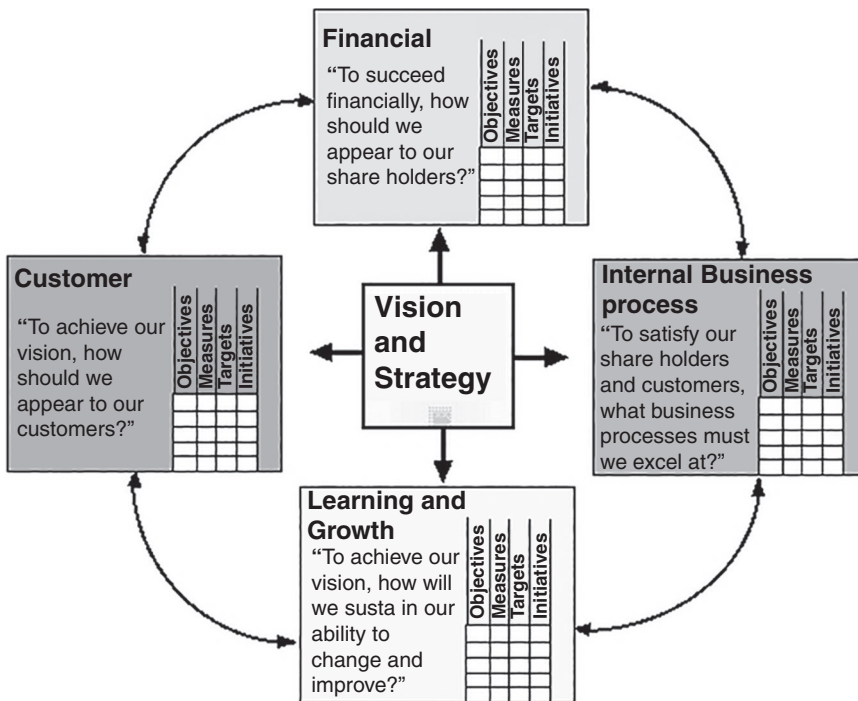 Financial
“To succeed
financially, how
should we
appear to our
share holders?”
Objectives
Measures
Targets
Initiatives
Customer
“To achieve our
vision, how
should we
appear to our
customers?”
Objectives
Measures
Targets
Initiatives
Vision
and
Strategy
Internal Business
process
“To satisfy our
share holders
and customers,
what business
processes must
we excel at?”
Objectives
Measures
Targets
Initiatives
Learning and
Growth
“To achieve our
vision, how will
we susta in our
ability to
change and
improve?”
Objectives
Measures
Targets
Initiatives